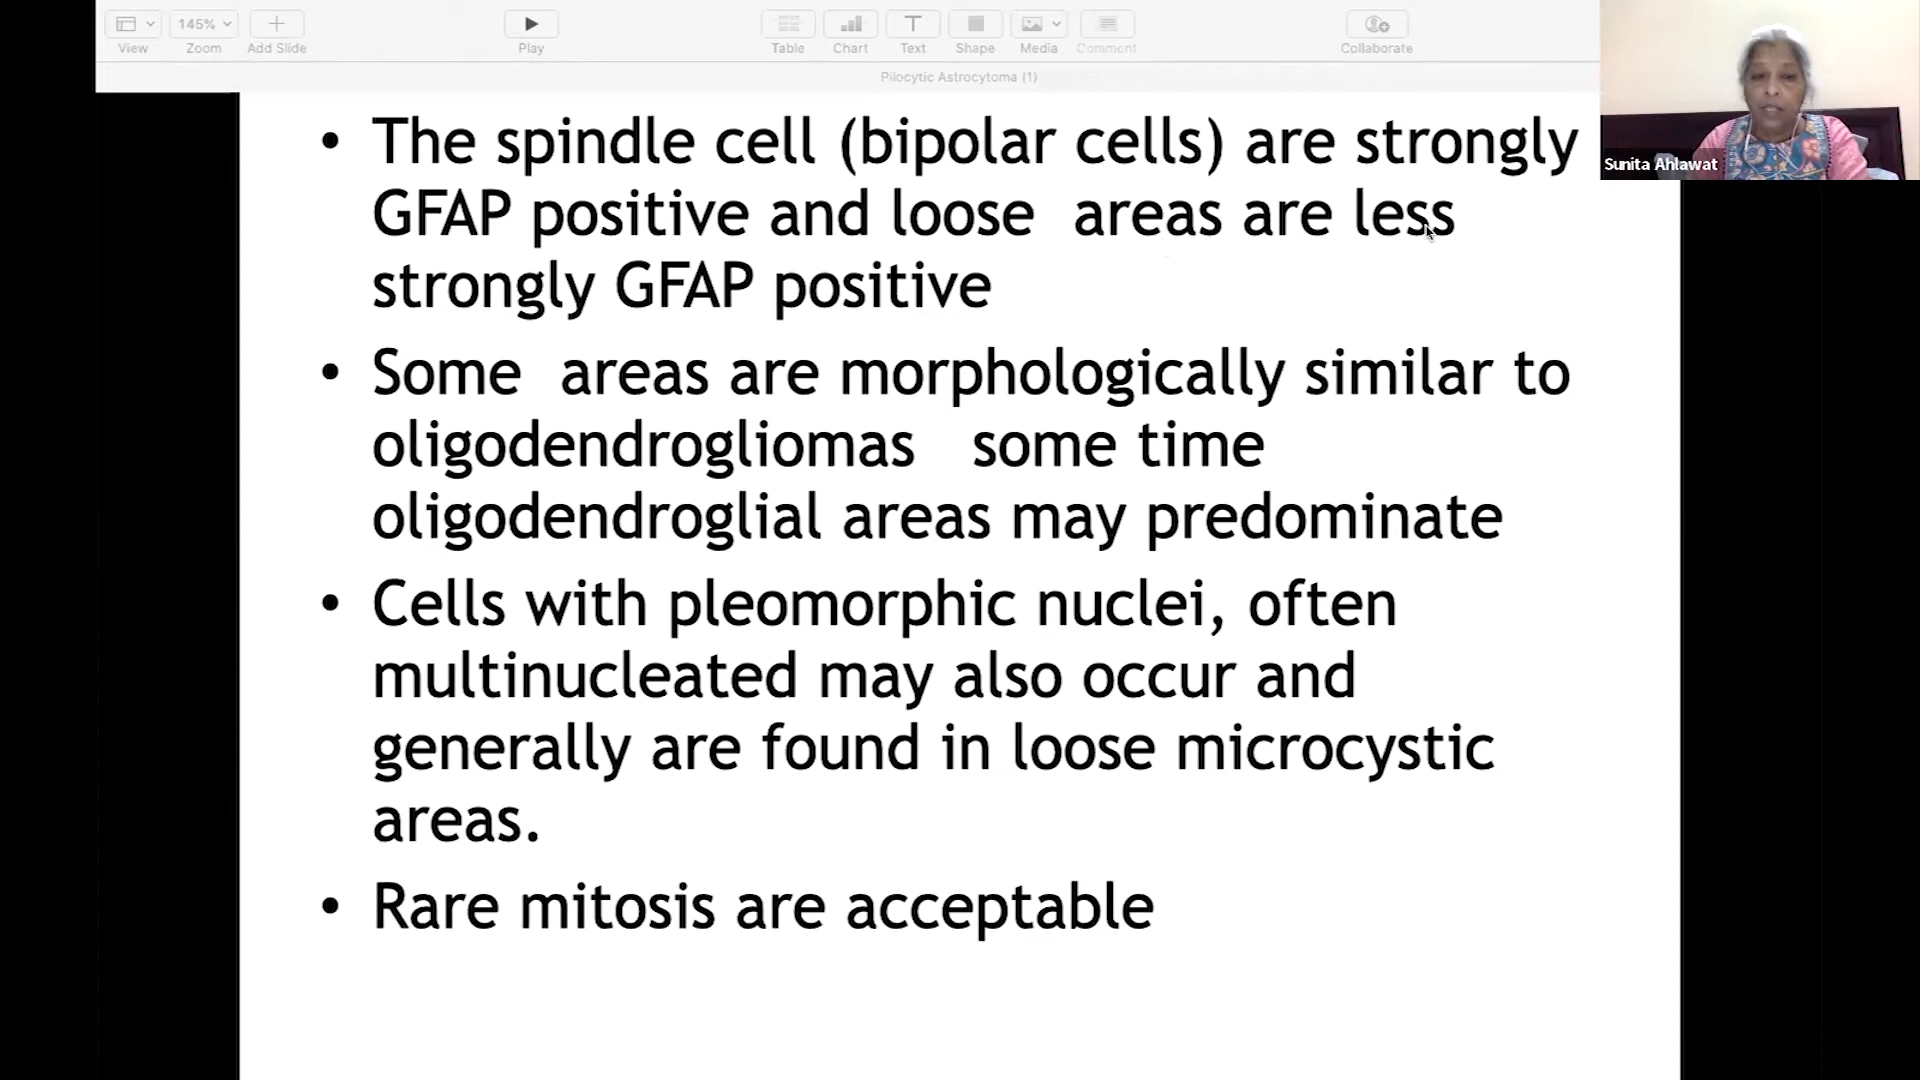 145%
View
Zoom
Add Slide
Play
Table
Chart
Text
Shape
Media
Comment
Collaborate
Pilocytic Astrocytoma (1)
Sunita Ahlawat
• The spindle cell (bipolar cells) are strongly
GFAP positive and loose  areas are less
strongly GFAP positive
• Some  areas are morphologically similar to
oligodendrogliomas   some time
oligodendroglial areas may predominate
• Cells with pleomorphic nuclei, often
multinucleated may also occur and
generally are found in loose microcystic
areas.
• Rare mitosis are acceptable